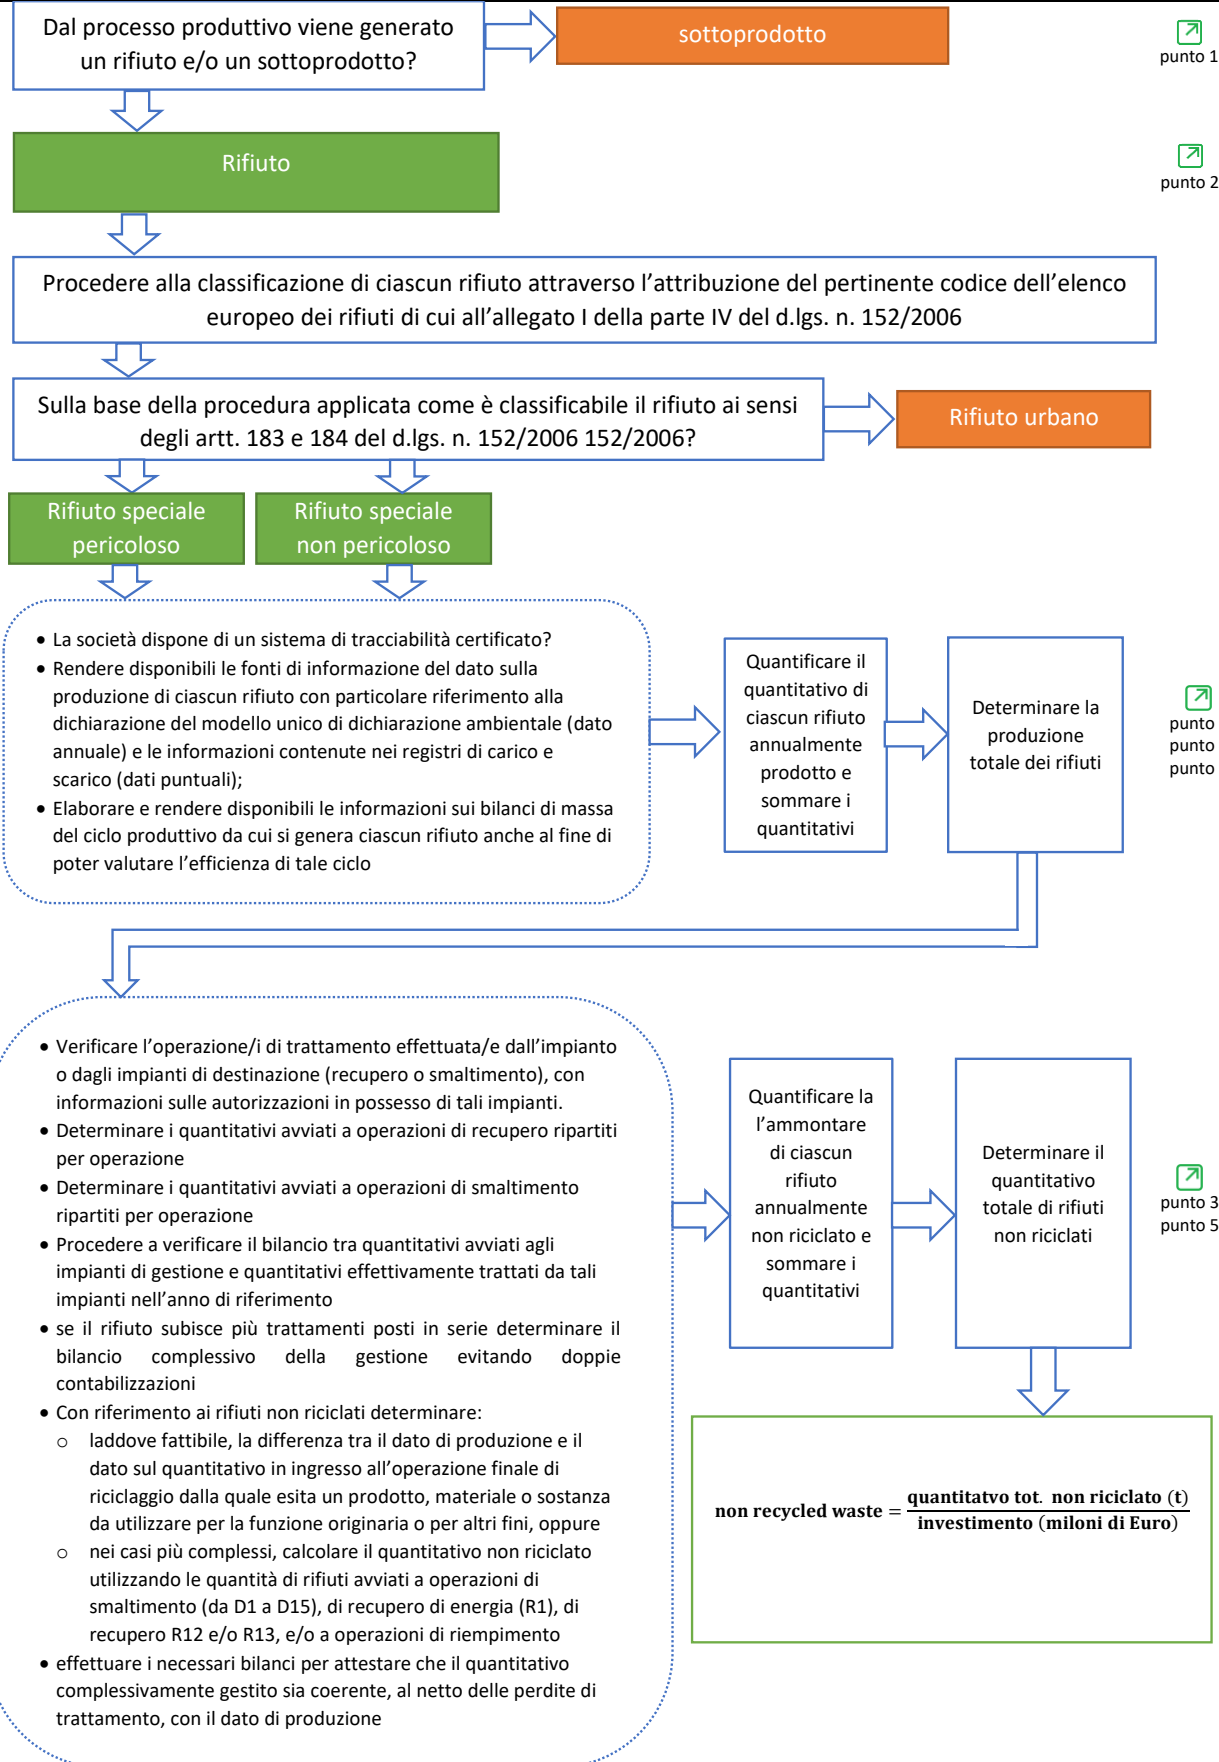 Dal processo produttivo viene generato
un rifiuto e/o un sottoprodotto?
sottoprodotto
punto 1
Rifiuto
punto 2
Procedere alla classificazione di ciascun rifiuto attraverso l'attribuzione del pertinente codice dell'elenco
europeo dei rifiuti di cui all'allegato I della parte IV del d.lgs. n. 152/2006
Sulla base della procedura applicata come è classificabile il rifiuto ai sensi
degli artt. 183 e 184 del d.lgs. n. 152/2006 152/2006?
Rifiuto urbano
Rifiuto speciale
pericoloso
Rifiuto speciale
non pericoloso
• La società dispone di un sistema di tracciabilità certificato?
• Rendere disponibili le fonti di informazione del dato sulla
produzione di ciascun rifiuto con particolare riferimento alla
dichiarazione del modello unico di dichiarazione ambientale (dato
annuale) e le informazioni contenute nei registri di carico e
scarico (dati puntuali);
• Elaborare e rendere disponibili le informazioni sui bilanci di massa
del ciclo produttivo da cui si genera ciascun rifiuto anche al fine di
poter valutare l'efficienza di tale ciclo
Quantificare il
quantitativo di
ciascun rifiuto
annualmente
prodotto e
sommare i
quantitativi
Determinare la
produzione
totale dei rifiuti
punto
punto
punto
• Verificare l'operazione/i di trattamento effettuata/e dall'impianto
o dagli impianti di destinazione (recupero o smaltimento), con
informazioni sulle autorizzazioni in possesso di tali impianti.
• Determinare i quantitativi avviati a operazioni di recupero ripartiti
per operazione
• Determinare i quantitativi avviati a operazioni di smaltimento
ripartiti per operazione
• Procedere a verificare il bilancio tra quantitativi avviati agli
impianti di gestione e quantitativi effettivamente trattati da tali
impianti nell'anno di riferimento
• se il rifiuto subisce più trattamenti posti in serie determinare il
bilancio complessivo della gestione evitando doppie
contabilizzazioni
• Con riferimento ai rifiuti non riciclati determinare:
o laddove fattibile, la differenza tra il dato di produzione e il
dato sul quantitativo in ingresso all'operazione finale di
riciclaggio dalla quale esita un prodotto, materiale o sostanza
da utilizzare per la funzione originaria o per altri fini, oppure
o nei casi più complessi, calcolare il quantitativo non riciclato
utilizzando le quantità di rifiuti avviati a operazioni di
smaltimento (da D1 a D15), di recupero di energia (R1), di
recupero R12 e/o R13, e/o a operazioni di riempimento
• effettuare i necessari bilanci per attestare che il quantitativo
complessivamente gestito sia coerente, al netto delle perdite di
trattamento, con il dato di produzione
Quantificare la
l'ammontare
di ciascun
rifiuto
annualmente
non riciclato e
sommare i
quantitativi
Determinare il
quantitativo
totale di rifiuti
non riciclati
punto 3
punto 5
non recycled waste = quantitatvo tot. non riciclato (t)
investimento (miloni di Euro)